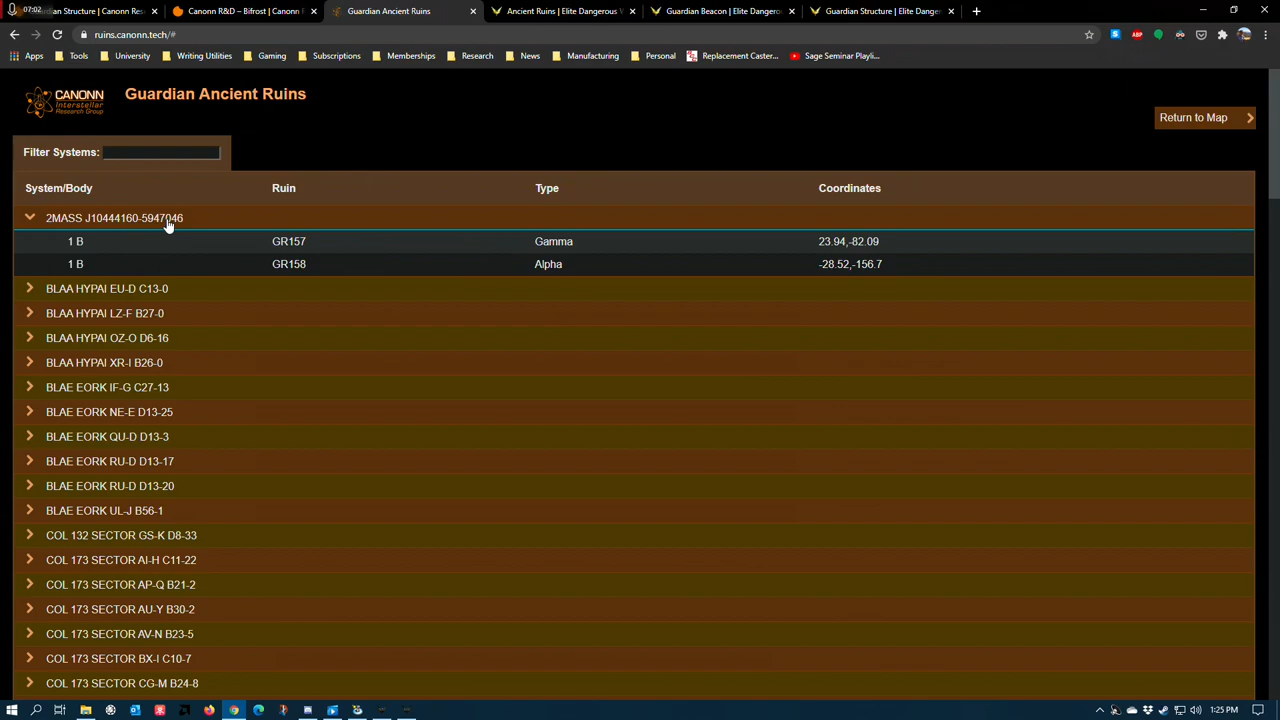 07:02
Guardian Structure | Canonn Res
Canonn R&D – Bifrost | Canonn
Guardian Ancient Ruins
Ancient Ruins | Elite Dangerous W
Guardian Beacon | Elite Dangero
Guardian Structure | Elite Danger
ruins.canonn.tech/#
Apps
Tools
University
Writing Utilities
Gaming
Subscriptions
Memberships
Research
News
Manufacturing
Personal
Replacement Caster...
Sage Seminar Playli...
CANONN
Interstellar
Research Group
Guardian Ancient Ruins
Return to Map
Filter Systems:
System/Body Ruin Type Coordinates
2MASS J10444160-5947046
1 B GR157 Gamma 23.94,-82.09
1 B GR158 Alpha -28.52,-156.7
BLAA HYPAI EU-D C13-0
BLAA HYPAI LZ-F B27-0
BLAA HYPAI OZ-O D6-16
BLAA HYPAI XR-I B26-0
BLAE EORK IF-G C27-13
BLAE EORK NE-E D13-25
BLAE EORK QU-D D13-3
BLAE EORK RU-D D13-17
BLAE EORK RU-D D13-20
BLAE EORK UL-J B56-1
COL 132 SECTOR GS-K D8-33
COL 173 SECTOR AI-H C11-22
COL 173 SECTOR AP-Q B21-2
COL 173 SECTOR AU-Y B30-2
COL 173 SECTOR AV-N B23-5
COL 173 SECTOR BX-I C10-7
COL 173 SECTOR CG-M B24-8
1:25 PM